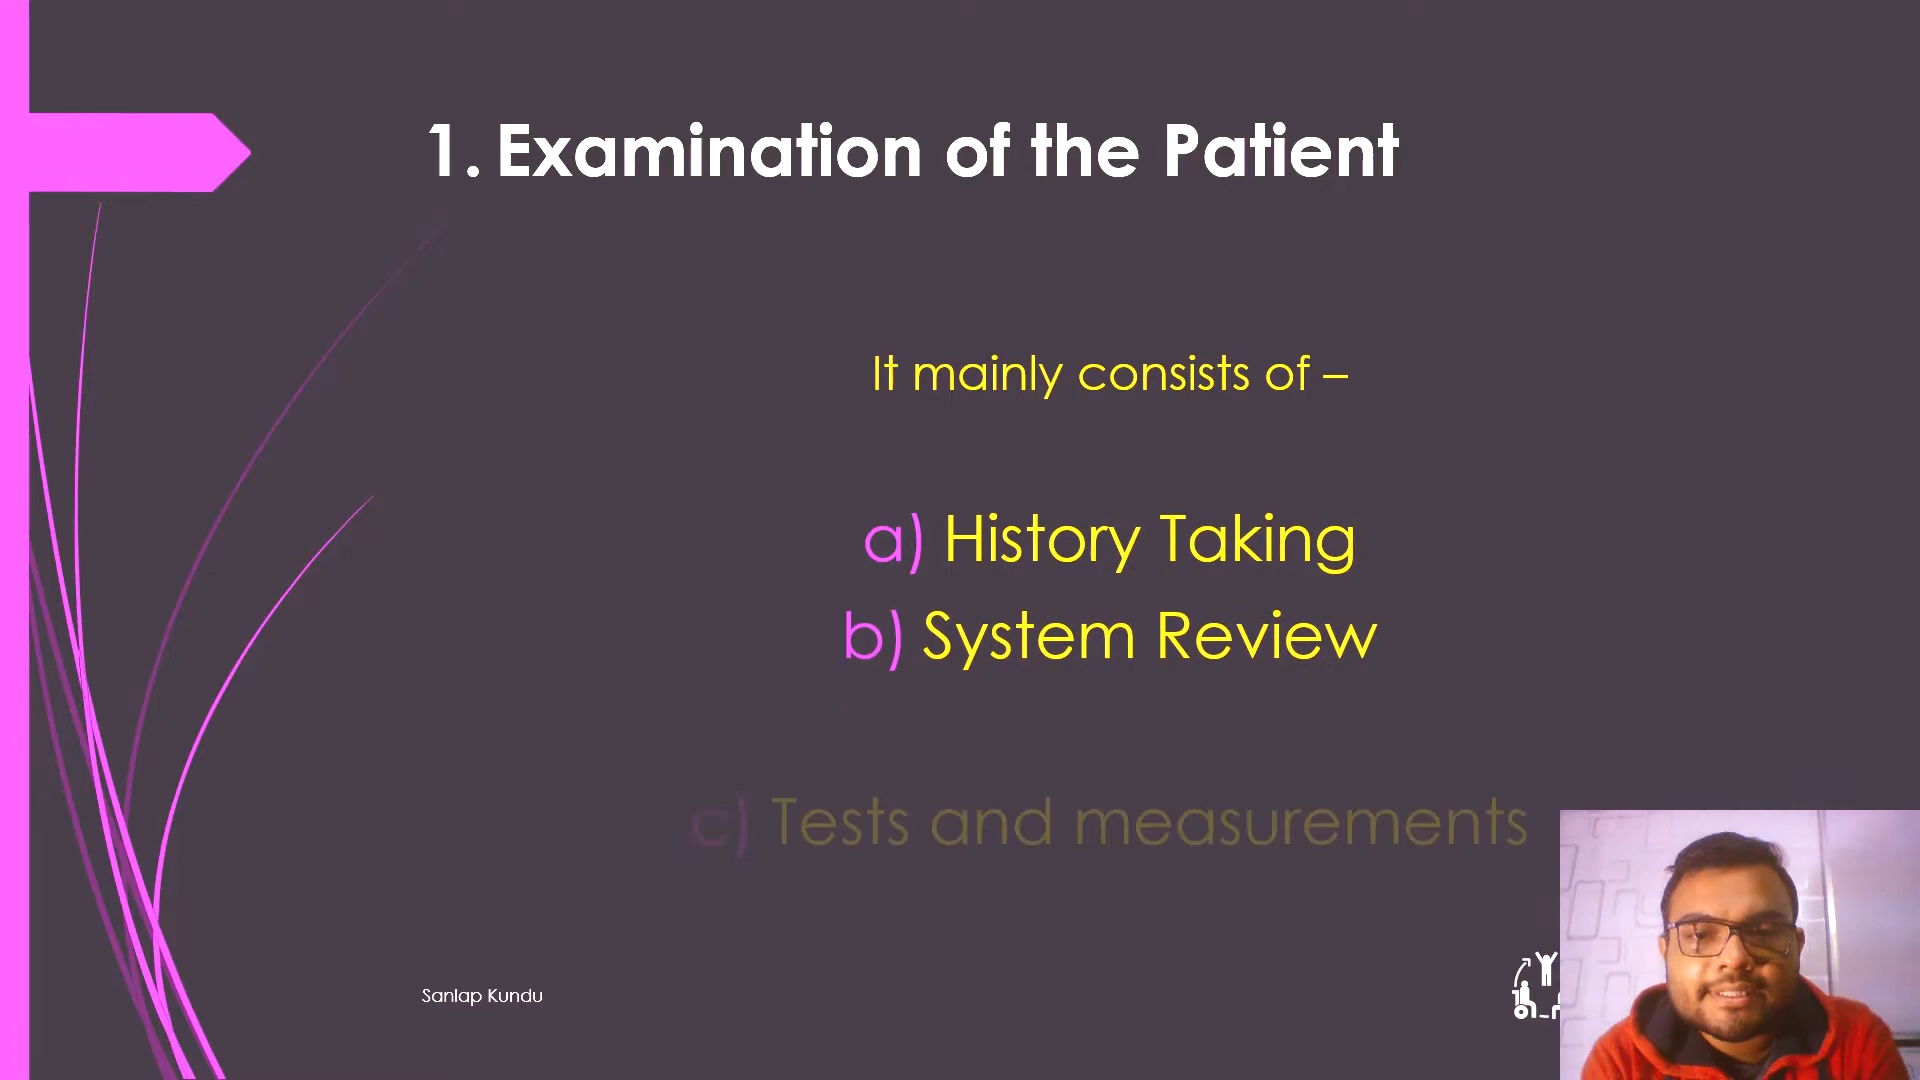 1. Examination of the Patient
It mainly consists of –
a) History Taking
b) System Review
c) Tests and measurements
Sanlap Kundu